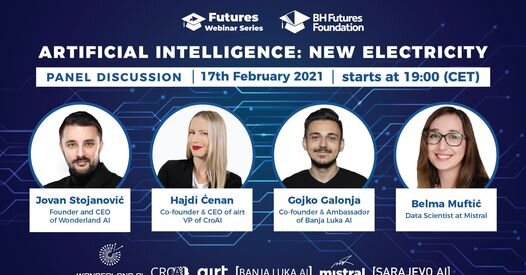 Futures
Webinar Series
BH Futures
Foundation
ARTIFICIAL INTELLIGENCE: NEW ELECTRICITY
PANEL DISCUSSION | 17th February 2021 | starts at 19:00 (CET)
Jovan Stojanović
Founder and CEO
of Wonderland AI
Hajdi Ćenan
Co-founder & CEO of airt
VP of CroAI
Gojko Galonja
Co-founder & Ambassador
of Banja Luka AI
Belma Muftić
Data Scientist at Mistral
WONDERLAND AI
CRO
airt
[BANJA LUKA AI]
mistral
[SARAJEVO AI]